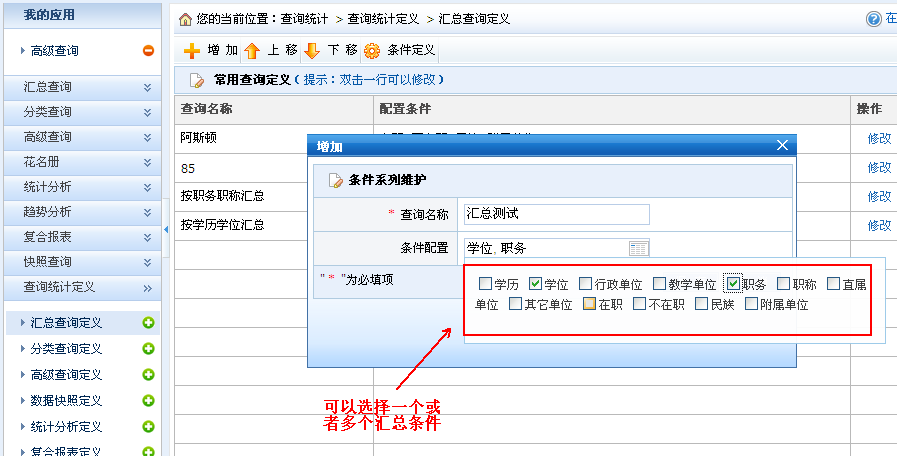 我的应用
高级查询
汇总查询
分类查询
高级查询
花名册
统计分析
趋势分析
复合报表
快照查询
查询统计定义
汇总查询定义
分类查询定义
高级查询定义
数据快照定义
统计分析定义
复合报表定义
您的当前位置：查询统计 > 查询统计定义 > 汇总查询定义
在
增 加 上 移 下 移 条件定义
常用查询定义（提示：双击一行可以修改）
查询名称 配置条件 操作
阿斯顿 修改
85 修改
按职务职称汇总 修改
按学历学位汇总 修改
增加
条件系列维护
* 查询名称 汇总测试
条件配置 学位, 职务
" * "为必填项
学历 学位 行政单位 教学单位 职务 职称 直属
单位 其它单位 在职 不在职 民族 附属单位
可以选择一个或
者多个汇总条件